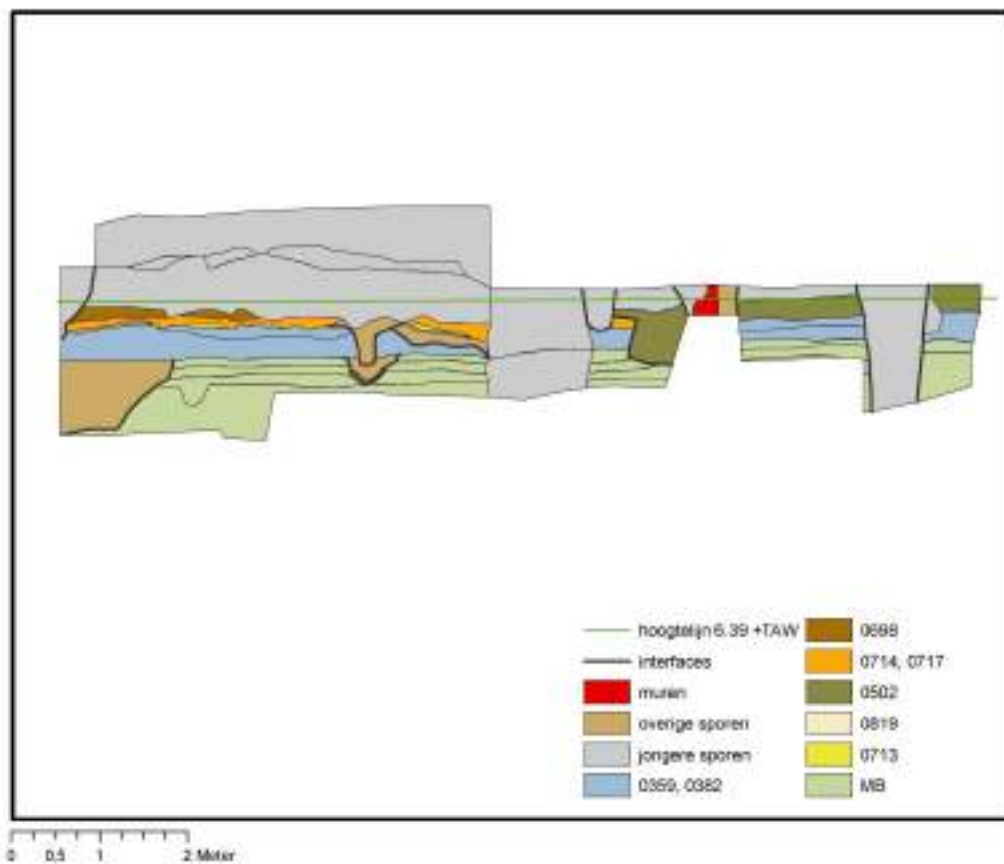 hoogtelijn 6.39 +TAW
interfaces
muren
overige sporen
jongere sporen
0359, 0382
0698
0714, 0717
0502
0819
0713
MB
0 0,5 1 2 Meter